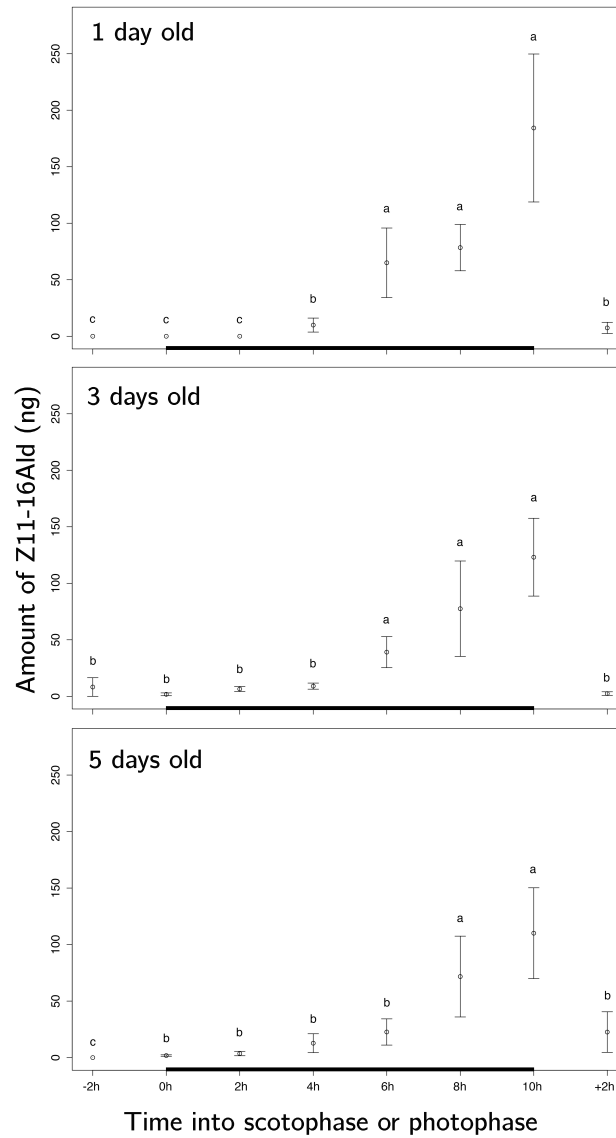 1 day old
250
200
150
100
50
0
c c c b a a a b
3 days old
250
200
150
100
50
0
b b b b a a a b
5 days old
250
200
150
100
50
0
c b b b b a a b
-2h 0h 2h 4h 6h 8h 10h +2h
Amount of Z11-16Ald (ng)
Time into scotophase or photophase